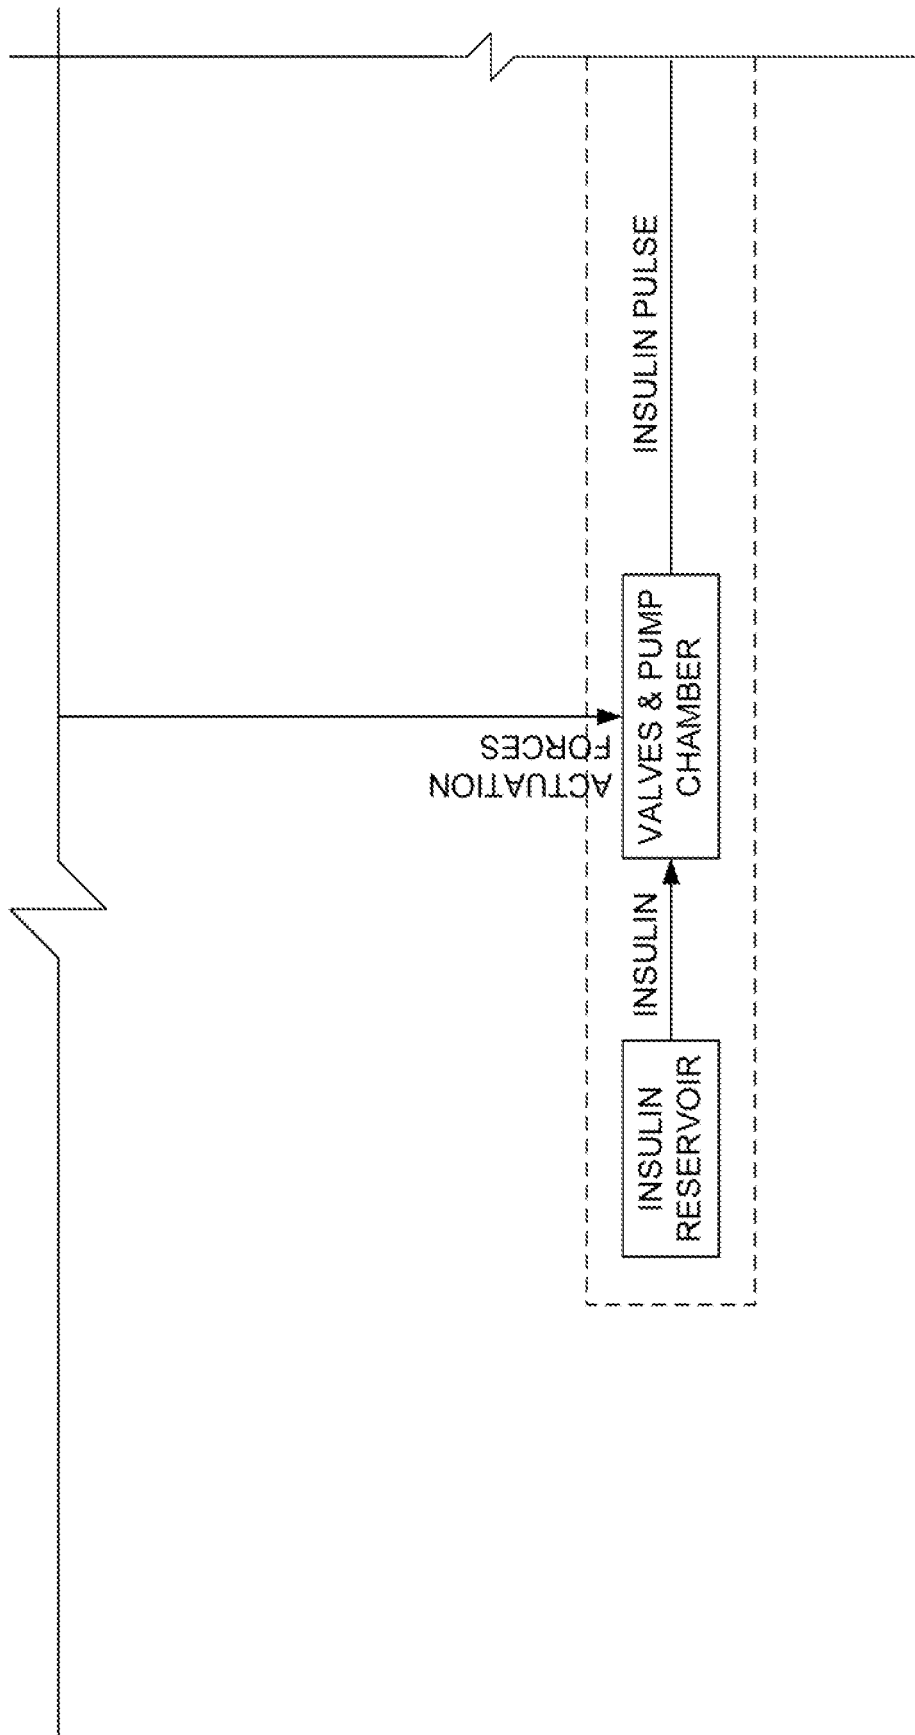 ACTUATION
FORCES
INSULIN
RESERVOIR
INSULIN
VALVES & PUMP
CHAMBER
INSULIN PULSE